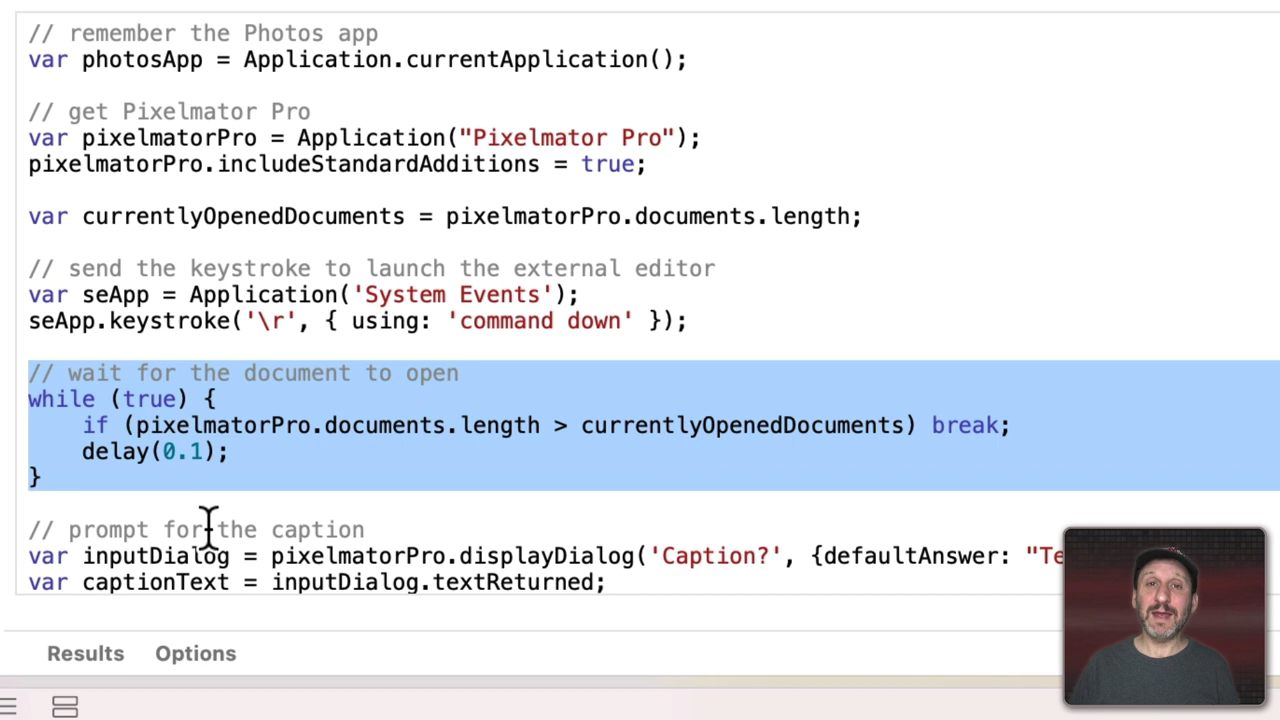 // remember the Photos app
var photosApp = Application.currentApplication();
// get Pixelmator Pro
var pixelmatorPro = Application("Pixelmator Pro");
pixelmatorPro.includeStandardAdditions = true;
var currentlyOpenedDocuments = pixelmatorPro.documents.length;
// send the keystroke to launch the external editor
var seApp = Application('System Events');
seApp.keystroke('\r', { using: 'command down' });
// wait for the document to open
while (true) {
    if (pixelmatorPro.documents.length > currentlyOpenedDocuments) break;
    delay(0.1);
}
// prompt for the caption
var inputDialog = pixelmatorPro.displayDialog('Caption?', {defaultAnswer: "Te
var captionText = inputDialog.textReturned;
Results Options